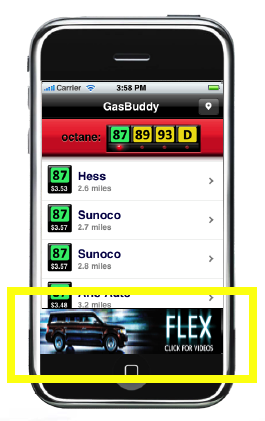 Carrier 3:58 PM
GasBuddy
octane: 87 89 93 D
87 Hess
$3.53 2.6 miles
87 Sunoco
$3.57 2.7 miles
87 Sunoco
$3.57 2.8 miles
87
$3.48 3.2 miles
FLEX
CLICK FOR VIDEOS